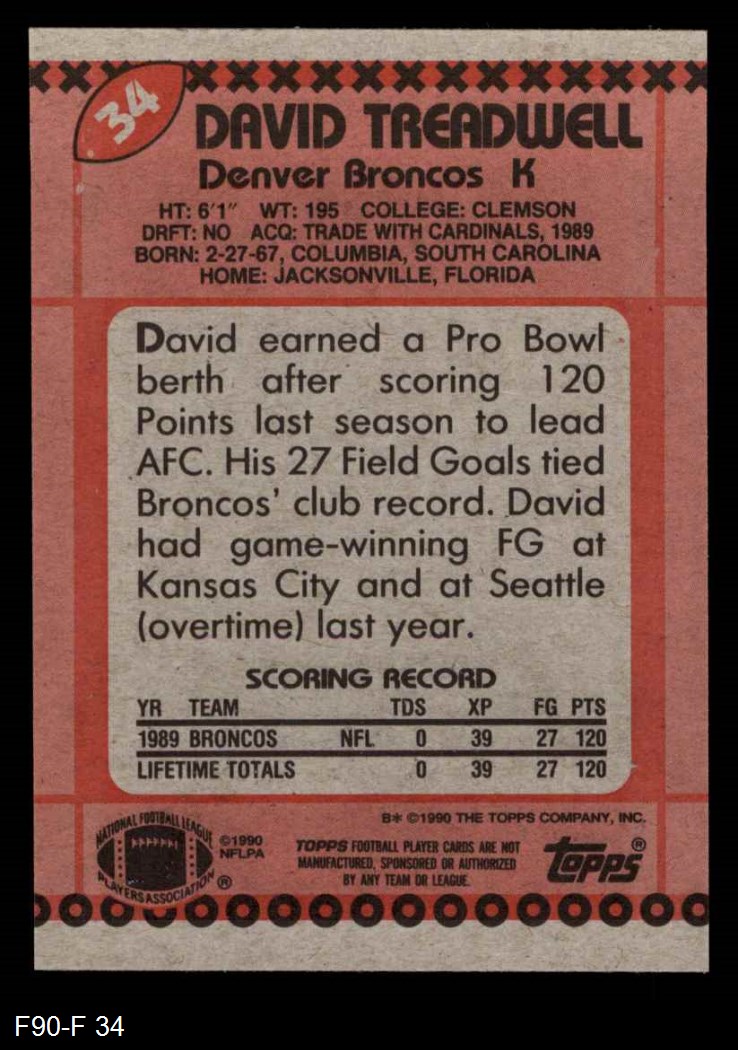 34
DAVID TREADWELL
Denver Broncos K
HT: 6'1" WT: 195 COLLEGE: CLEMSON
DRFT: NO ACQ: TRADE WITH CARDINALS, 1989
BORN: 2-27-67, COLUMBIA, SOUTH CAROLINA
HOME: JACKSONVILLE, FLORIDA
David earned a Pro Bowl
berth after scoring 120
Points last season to lead
AFC. His 27 Field Goals tied
Broncos' club record. David
had game-winning FG at
Kansas City and at Seattle
(overtime) last year.
SCORING RECORD
YR TEAM TDS XP FG PTS
1989 BRONCOS NFL 0 39 27 120
LIFETIME TOTALS 0 39 27 120
B* ©1990 THE TOPPS COMPANY, INC.
NATIONAL FOOTBALL LEAGUE
PLAYERS ASSOCIATION ®
©1990
NFLPA
TOPPS FOOTBALL PLAYER CARDS ARE NOT
MANUFACTURED, SPONSORED OR AUTHORIZED
BY ANY TEAM OR LEAGUE.
topps®
F90-F 34